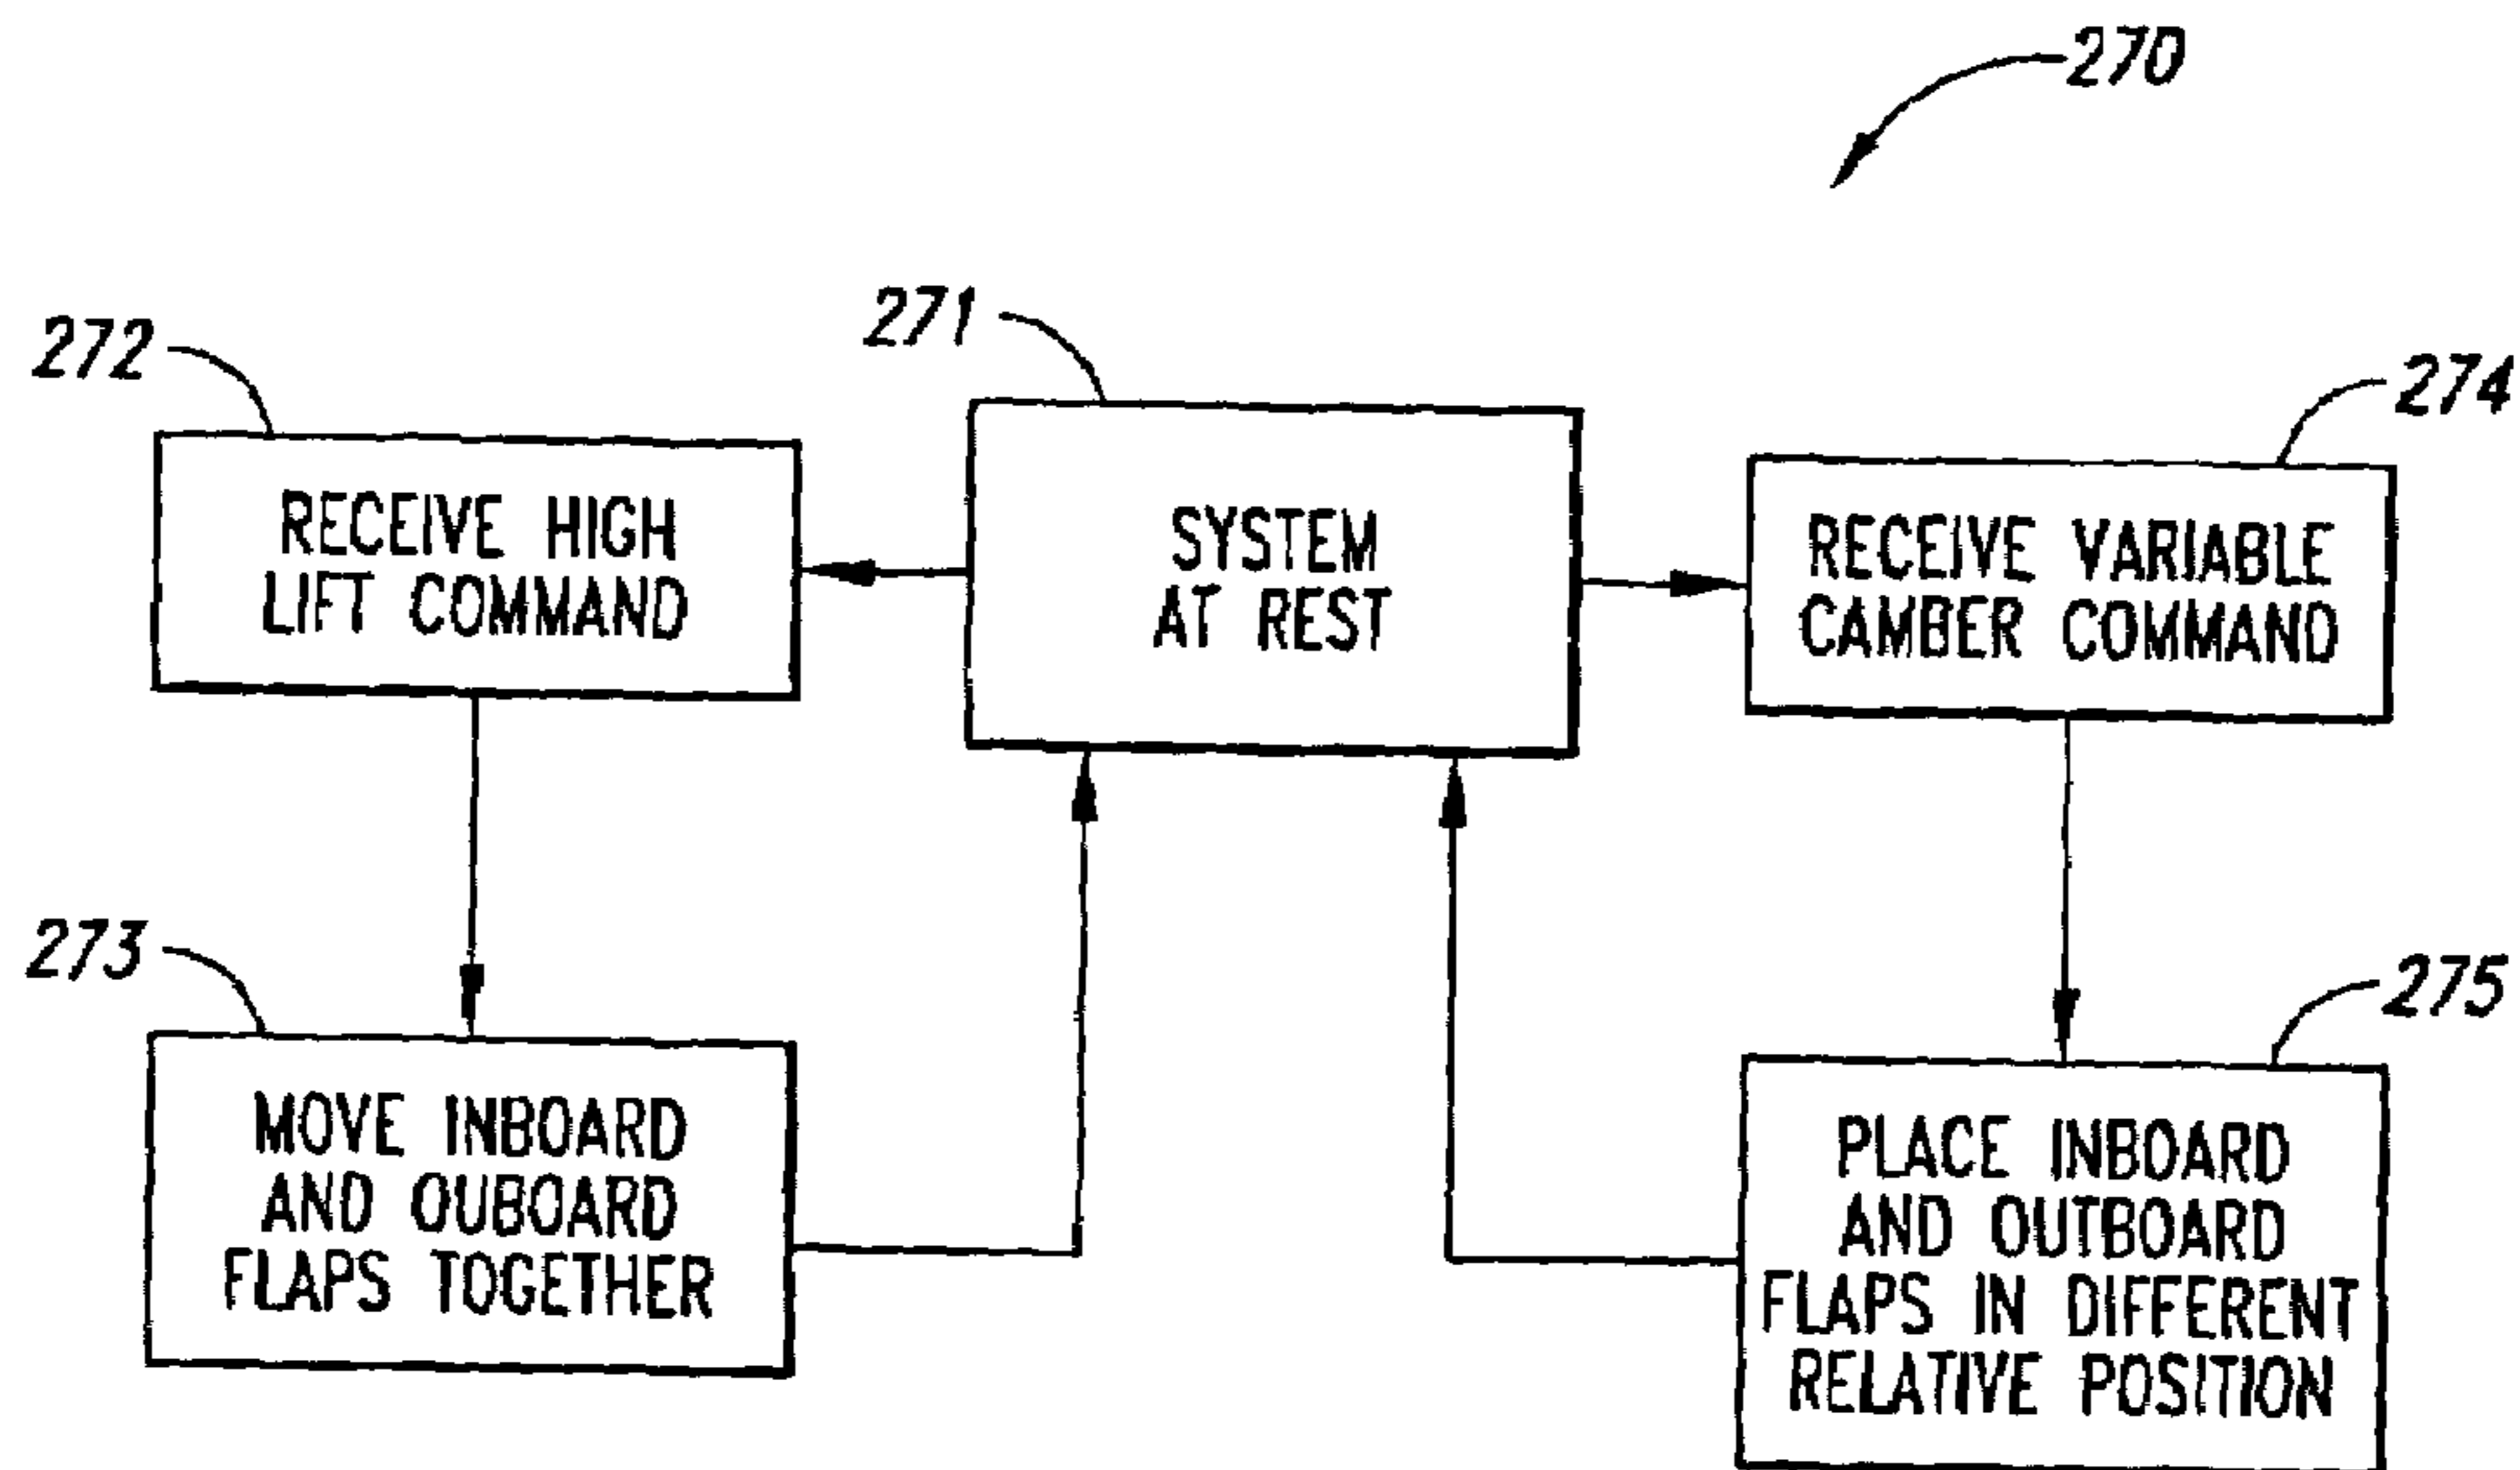 270
271
272
274
RECEIVE HIGH
LIFT COMMAND
SYSTEM
AT REST
RECEIVE VARIABLE
CAMBER COMMAND
273
275
MOVE INBOARD
AND OUBOARD
FLAPS TOGETHER
PLACE INBOARD
AND OUTBOARD
FLAPS IN DIFFERENT
RELATIVE POSITION